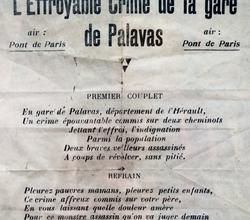 L'Effroyable Crime de la gare
air : air :
Pont de Paris de Palavas Pont de Paris
PREMIER COUPLET
En gare de Palavas, département de l'Hérault,
Un crime épouvantable commis sur deux cheminots
Jettant l'effroi, l'indignation
Parmi la population
Deux braves veilleurs assassinés
A coups de révolver, sans pitié.
REFRAIN
Pleurez pauvres mamans, pleurez petits enfants,
Ce crime affreux commis sur votre père,
En vous laissant quelle douleur amère
Pour ce monstre assassin qu'on va juger demain